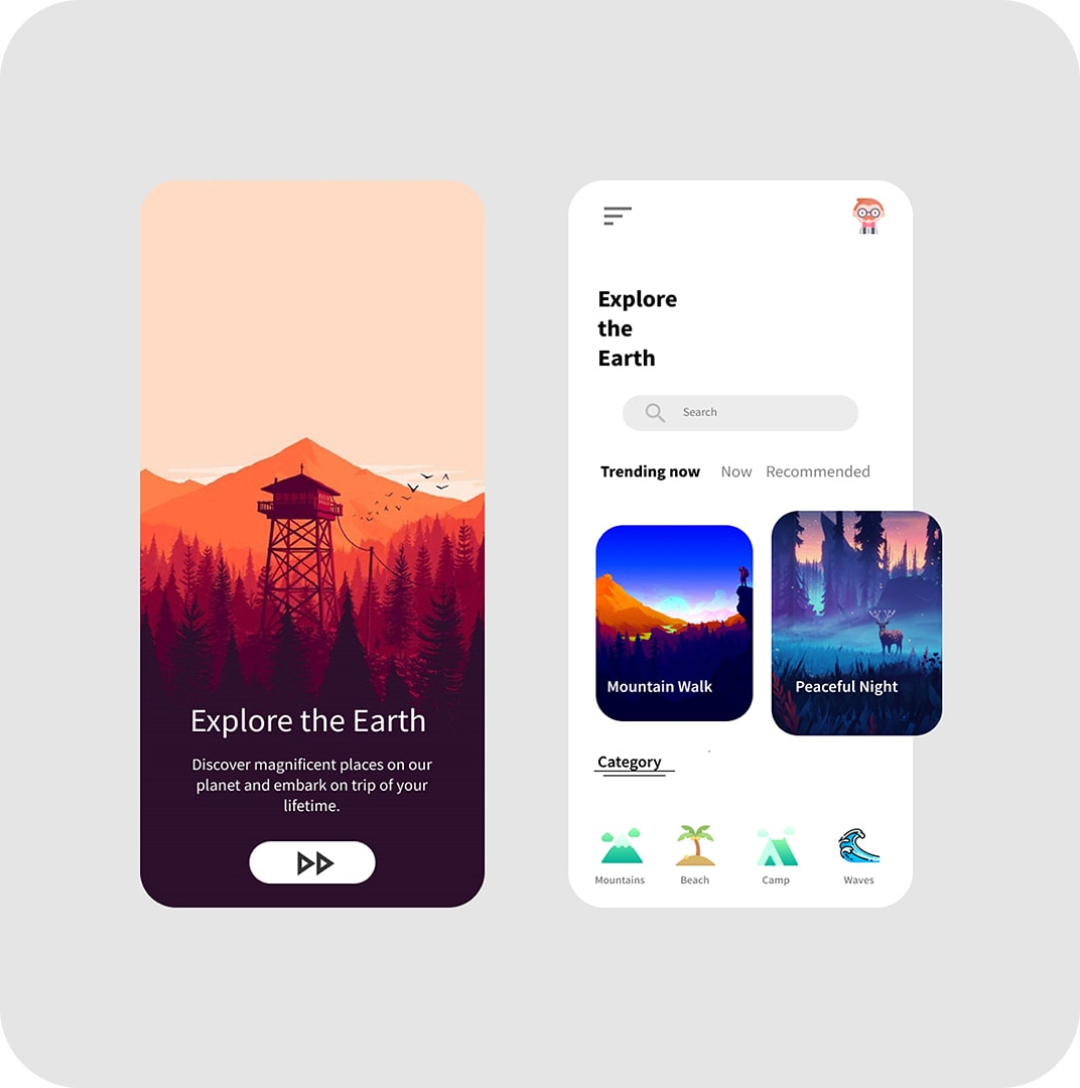 Explore the Earth
Discover magnificent places on our
planet and embark on trip of your
lifetime.
Explore
the
Earth
Search
Trending now Now Recommended
Mountain Walk
Peaceful Night
Category
Mountains Beach Camp Waves